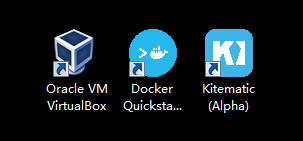 Oracle VM
VirtualBox
Docker
Quicksta...
Kitematic
(Alpha)